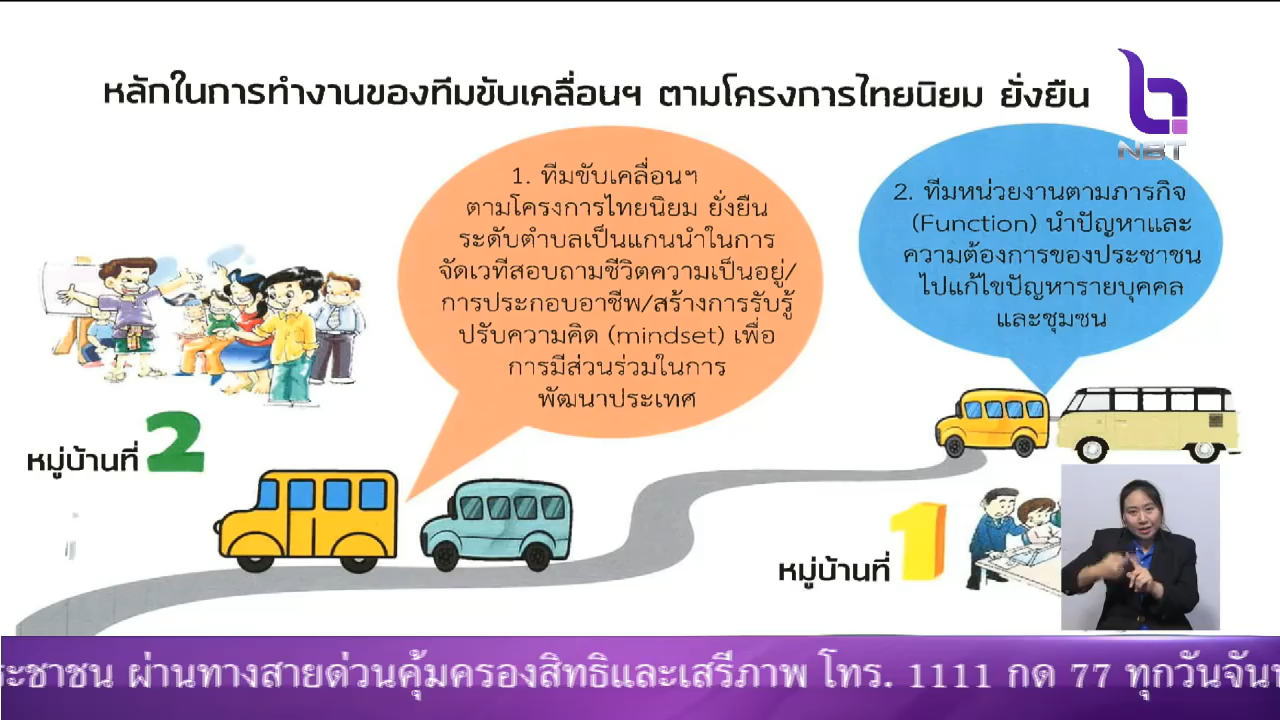 หลักในการทำงานของทีมขับเคลื่อนฯ ตามโครงการไทยนิยม ยั่งยืน
NBT
1. ทีมขับเคลื่อนฯ
ตามโครงการไทยนิยม ยั่งยืน
ระดับตำบลเป็นแกนนำในการ
จัดเวทีสอบถามชีวิตความเป็นอยู่/
การประกอบอาชีพ/สร้างการรับรู้
ปรับความคิด (mindset) เพื่อ
การมีส่วนร่วมในการ
พัฒนาประเทศ
2. ทีมหน่วยงานตามภารกิจ
(Function) นำปัญหาและ
ความต้องการของประชาชน
ไปแก้ไขปัญหารายบุคคล
และชุมชน
หมู่บ้านที่ 2
หมู่บ้านที่ 1
ระชาชน ผ่านทางสายด่วนคุ้มครองสิทธิและเสรีภาพ โทร. 1111 กด 77 ทุกวันจันท